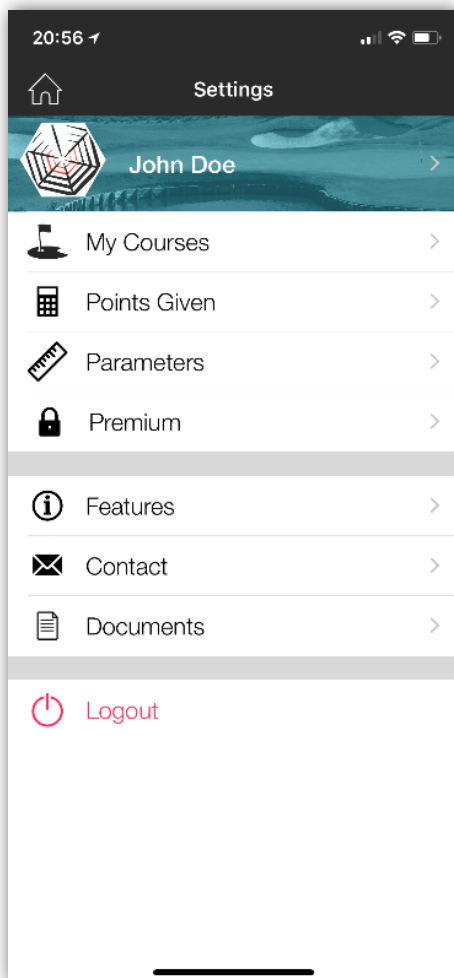 20:56
Settings
John Doe
My Courses
Points Given
Parameters
Premium
Features
Contact
Documents
Logout